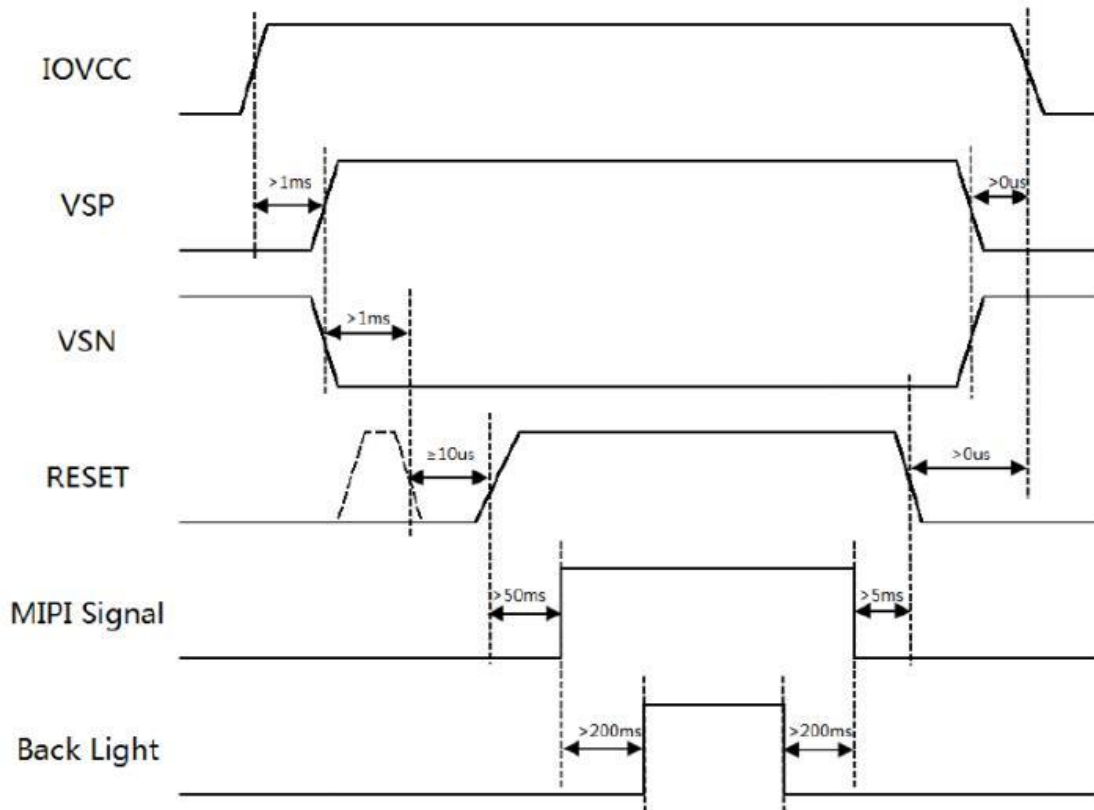 IOVCC
>1ms
>0us
VSP
>1ms
VSN
≥10us
>0us
RESET
>50ms
>5ms
MIPI Signal
>200ms
>200ms
Back Light